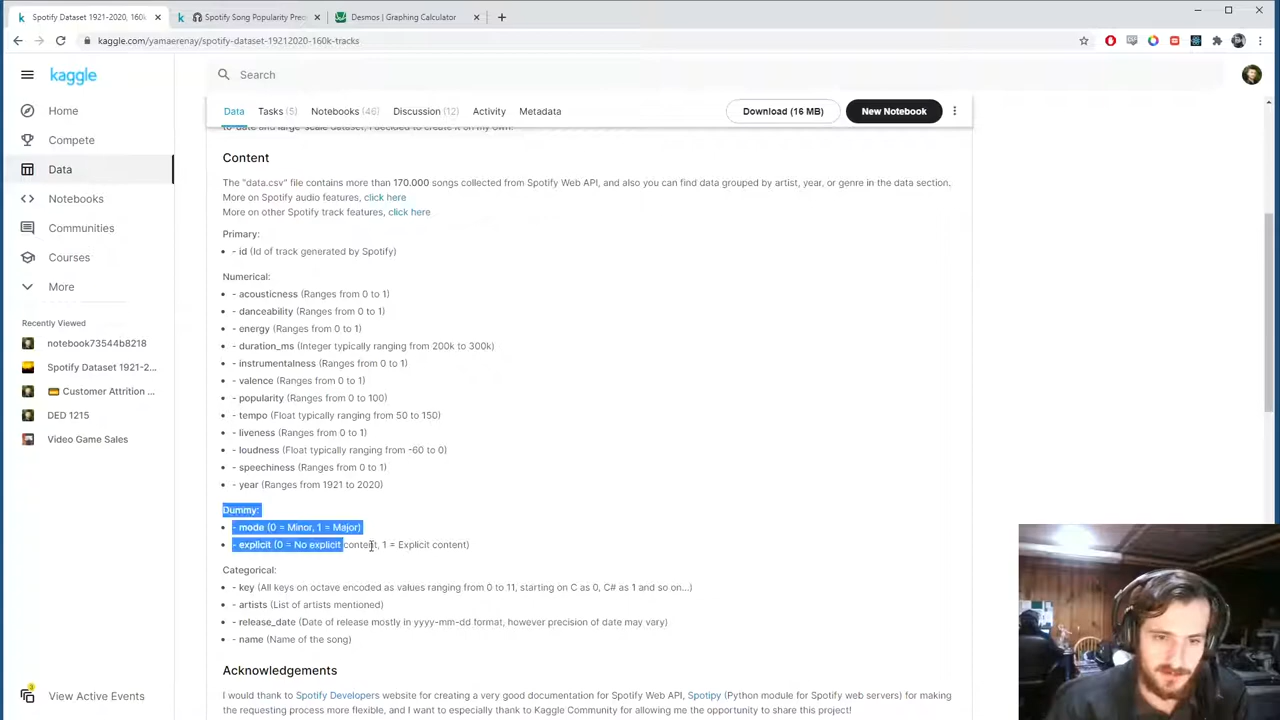 Spotify Dataset 1921-2020, 160k
Spotify Song Popularity Pred
Desmos | Graphing Calculator
kaggle.com/yamaerenay/spotify-dataset-19212020-160k-tracks
kaggle
Search
Home
Compete
Data
Notebooks
Communities
Courses
More
Recently Viewed
notebook73544b8218
Spotify Dataset 1921-2...
Customer Attrition ...
DED 1215
Video Game Sales
View Active Events
Data Tasks (5) Notebooks (46) Discussion (12) Activity Metadata Download (16 MB) New Notebook
to-date and large-scale dataset, I decided to create it on my own!
Content
The "data.csv" file contains more than 170.000 songs collected from Spotify Web API, and also you can find data grouped by artist, year, or genre in the data section.
More on Spotify audio features, click here
More on other Spotify track features, click here
Primary:
- id (Id of track generated by Spotify)
Numerical:
- acousticness (Ranges from 0 to 1)
- danceability (Ranges from 0 to 1)
- energy (Ranges from 0 to 1)
- duration_ms (Integer typically ranging from 200k to 300k)
- instrumentalness (Ranges from 0 to 1)
- valence (Ranges from 0 to 1)
- popularity (Ranges from 0 to 100)
- tempo (Float typically ranging from 50 to 150)
- liveness (Ranges from 0 to 1)
- loudness (Float typically ranging from -60 to 0)
- speechiness (Ranges from 0 to 1)
- year (Ranges from 1921 to 2020)
Dummy:
- mode (0 = Minor, 1 = Major)
- explicit (0 = No explicit content, 1 = Explicit content)
Categorical:
- key (All keys on octave encoded as values ranging from 0 to 11, starting on C as 0, C# as 1 and so on...)
- artists (List of artists mentioned)
- release_date (Date of release mostly in yyyy-mm-dd format, however precision of date may vary)
- name (Name of the song)
Acknowledgements
I would thank to Spotify Developers website for creating a very good documentation for Spotify Web API, Spotipy (Python module for Spotify web servers) for making
the requesting process more flexible, and I want to especially thank to Kaggle Community for allowing me the opportunity to share this project!